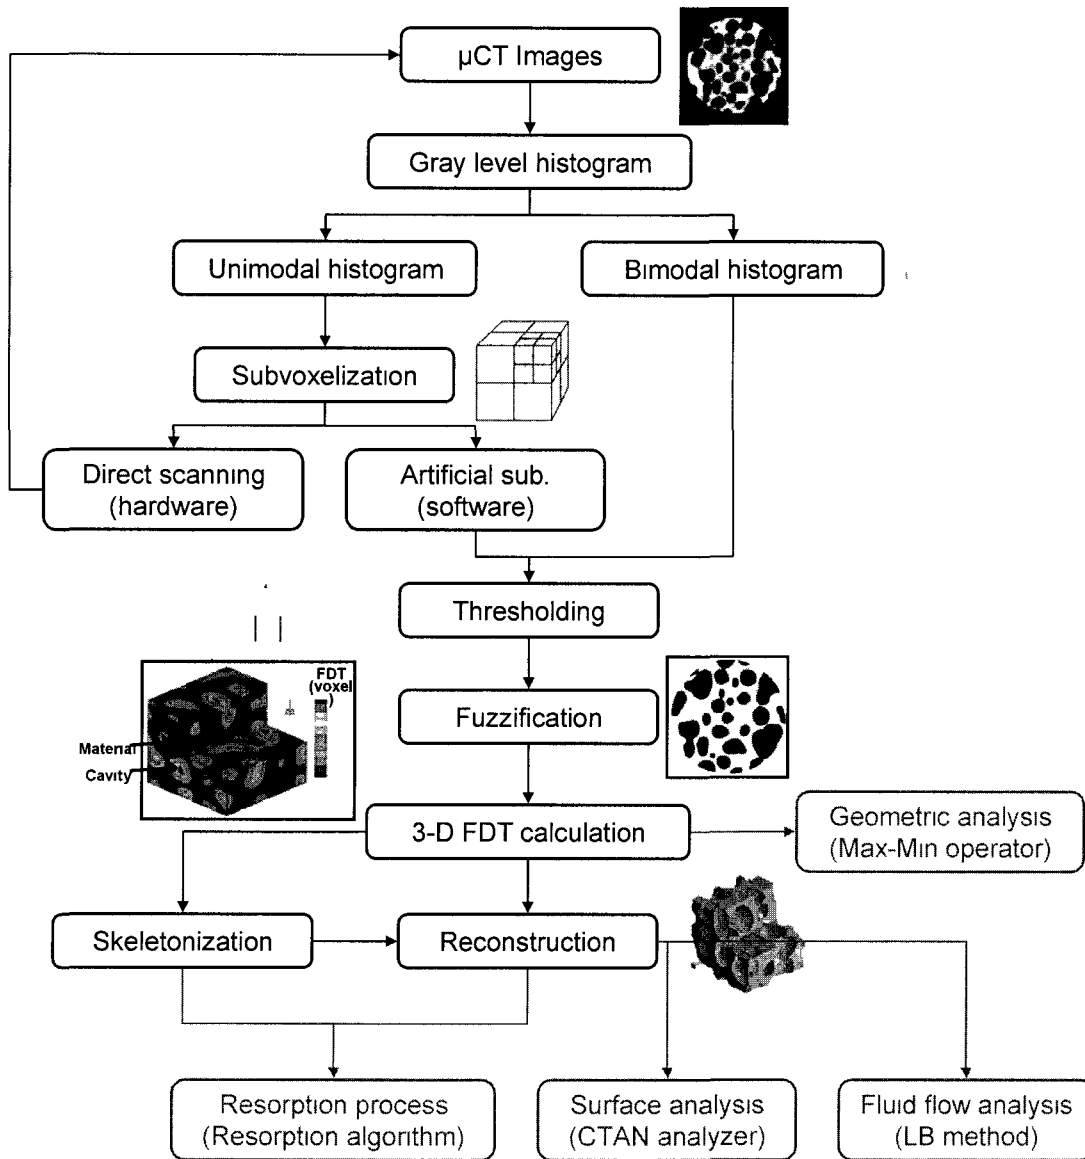 µCT Images
Gray level histogram
Unimodal histogram
Bimodal histogram
Subvoxelization
Direct scanning
(hardware)
Artificial sub.
(software)
Thresholding
FDT
(voxel
)
Material
Cavity
Fuzzification
3-D FDT calculation
Geometric analysis
(Max-Min operator)
Skeletonization
Reconstruction
Resorption process
(Resorption algorithm)
Surface analysis
(CTAN analyzer)
Fluid flow analysis
(LB method)